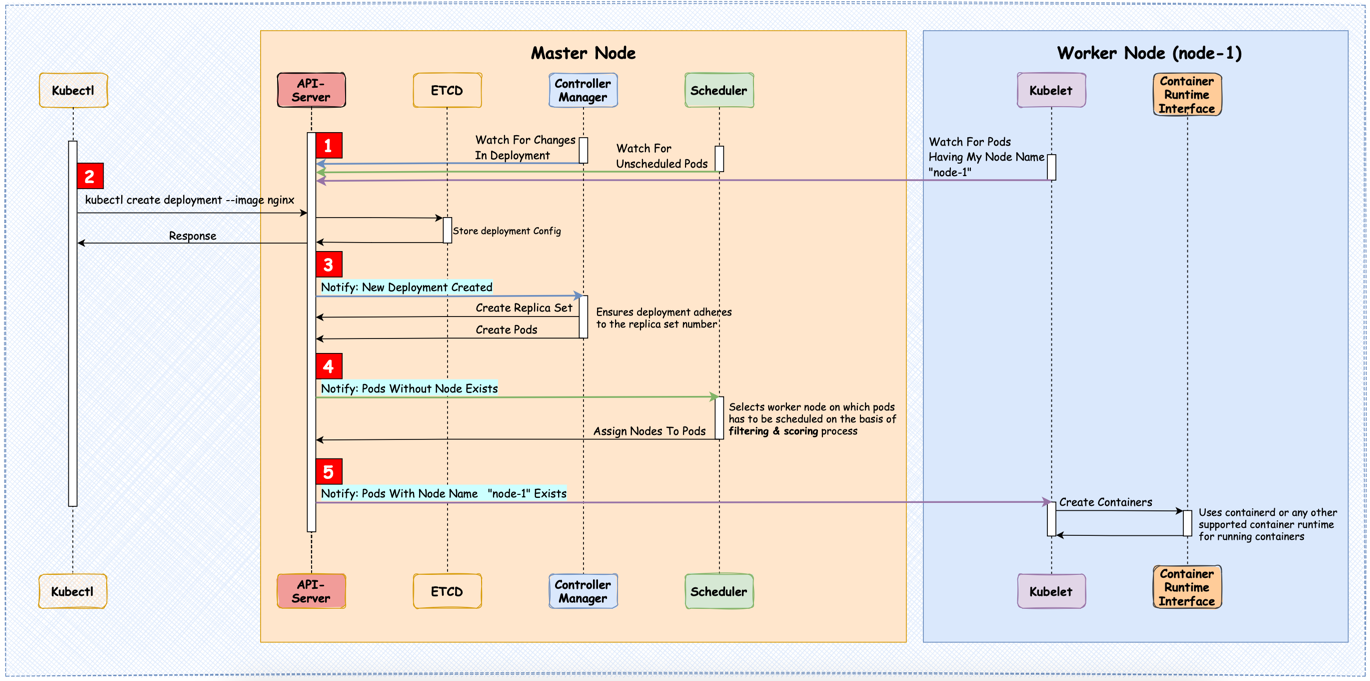 Master Node
Worker Node (node-1)
Kubectl
API-
Server
ETCD
Controller
Manager
Scheduler
Kubelet
Container
Runtime
Interface
1
Watch For Changes
In Deployment
Watch For
Unscheduled Pods
Watch For Pods
Having My Node Name
"node-1"
2
kubectl create deployment --image nginx
Store deployment Config
Response
3
Notify: New Deployment Created
Create Replica Set
Ensures deployment adheres
to the replica set number
Create Pods
4
Notify: Pods Without Node Exists
Selects worker node on which pods
has to be scheduled on the basis of
filtering & scoring process
Assign Nodes To Pods
5
Notify: Pods With Node Name "node-1" Exists
Create Containers
Uses containerd or any other
supported container runtime
for running containers
Kubectl
API-
Server
ETCD
Controller
Manager
Scheduler
Kubelet
Container
Runtime
Interface